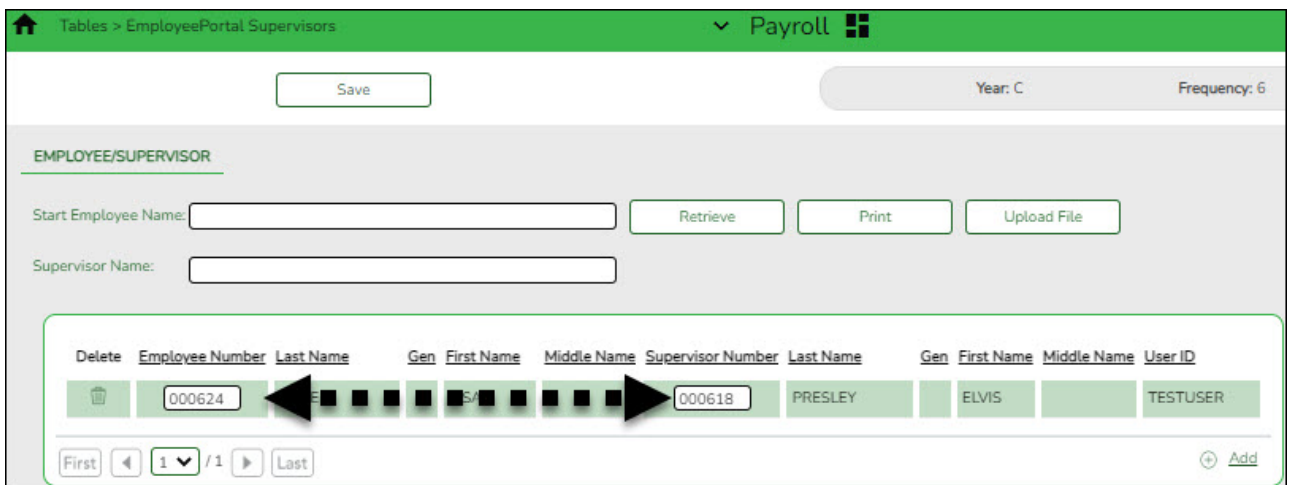 Tables > EmployeePortal Supervisors
Payroll
Save
Year: C
Frequency: 6
EMPLOYEE/SUPERVISOR
Start Employee Name:
Retrieve
Print
Upload File
Supervisor Name:
Delete Employee Number Last Name Gen First Name Middle Name Supervisor Number Last Name Gen First Name Middle Name User ID
000624 000618 PRESLEY ELVIS TESTUSER
First 1 / 1 Last
Add